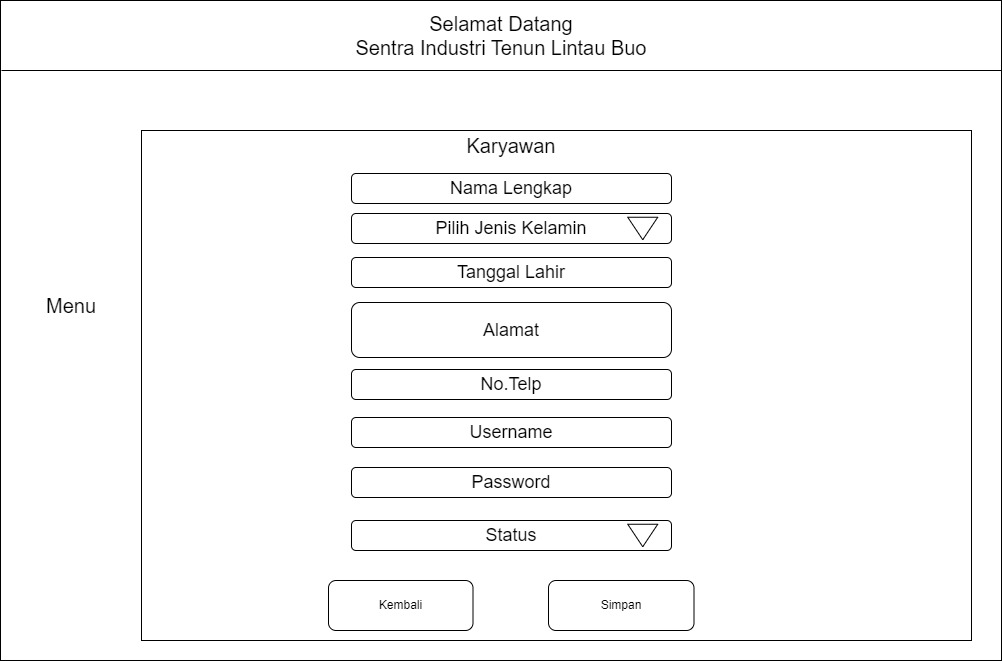 Selamat Datang
Sentra Industri Tenun Lintau Buo
Menu
Karyawan
Nama Lengkap
Pilih Jenis Kelamin
Tanggal Lahir
Alamat
No.Telp
Username
Password
Status
Kembali
Simpan